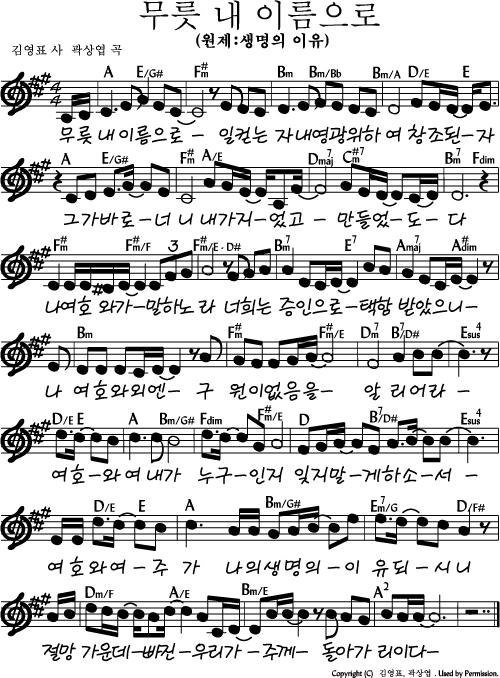 무릇 내 이름으로
(원제:생명의 이유)
김영표 사 곽상엽 곡
A E/G# F#m Bm Bm/Bb Bm/A D/E E
4 4
무릇 내 이름으로- 일컫는 자내영광위하 여 창조된-자
A E/G# F#m A/E Dmaj7 C#m7 Bm7 Fdim
그가바로-너 니 내가지-었고- 만들었-도- 다
F#m F#m/F 3 F#m/E - D# Bm7 E7 Amaj7 A#dim
나여호 와가-망하노 라 너희는 증인으로-택함 받았으니-
Bm F#m F#m/E Dm7 B7/D# Esus4
나 여호와외엔- 구 원이없음을- 알 리어라-
D/E E A Bm/G# Fdim F#m/E D B7/D# Esus4
여호-와여내가 누구-인지 잊지말-게하소-서 -
D/E E A Bm/G# E7 Em/G D/F#
여호와여-주 가 나의생명의-이 유되-시니
D Dm/F A/E Bm/E A2
절망 가운데-빠진-우리가 -주께- 돌아가 리이다-
Copyright (C) 김영표, 곽상엽 . Used by Permission.